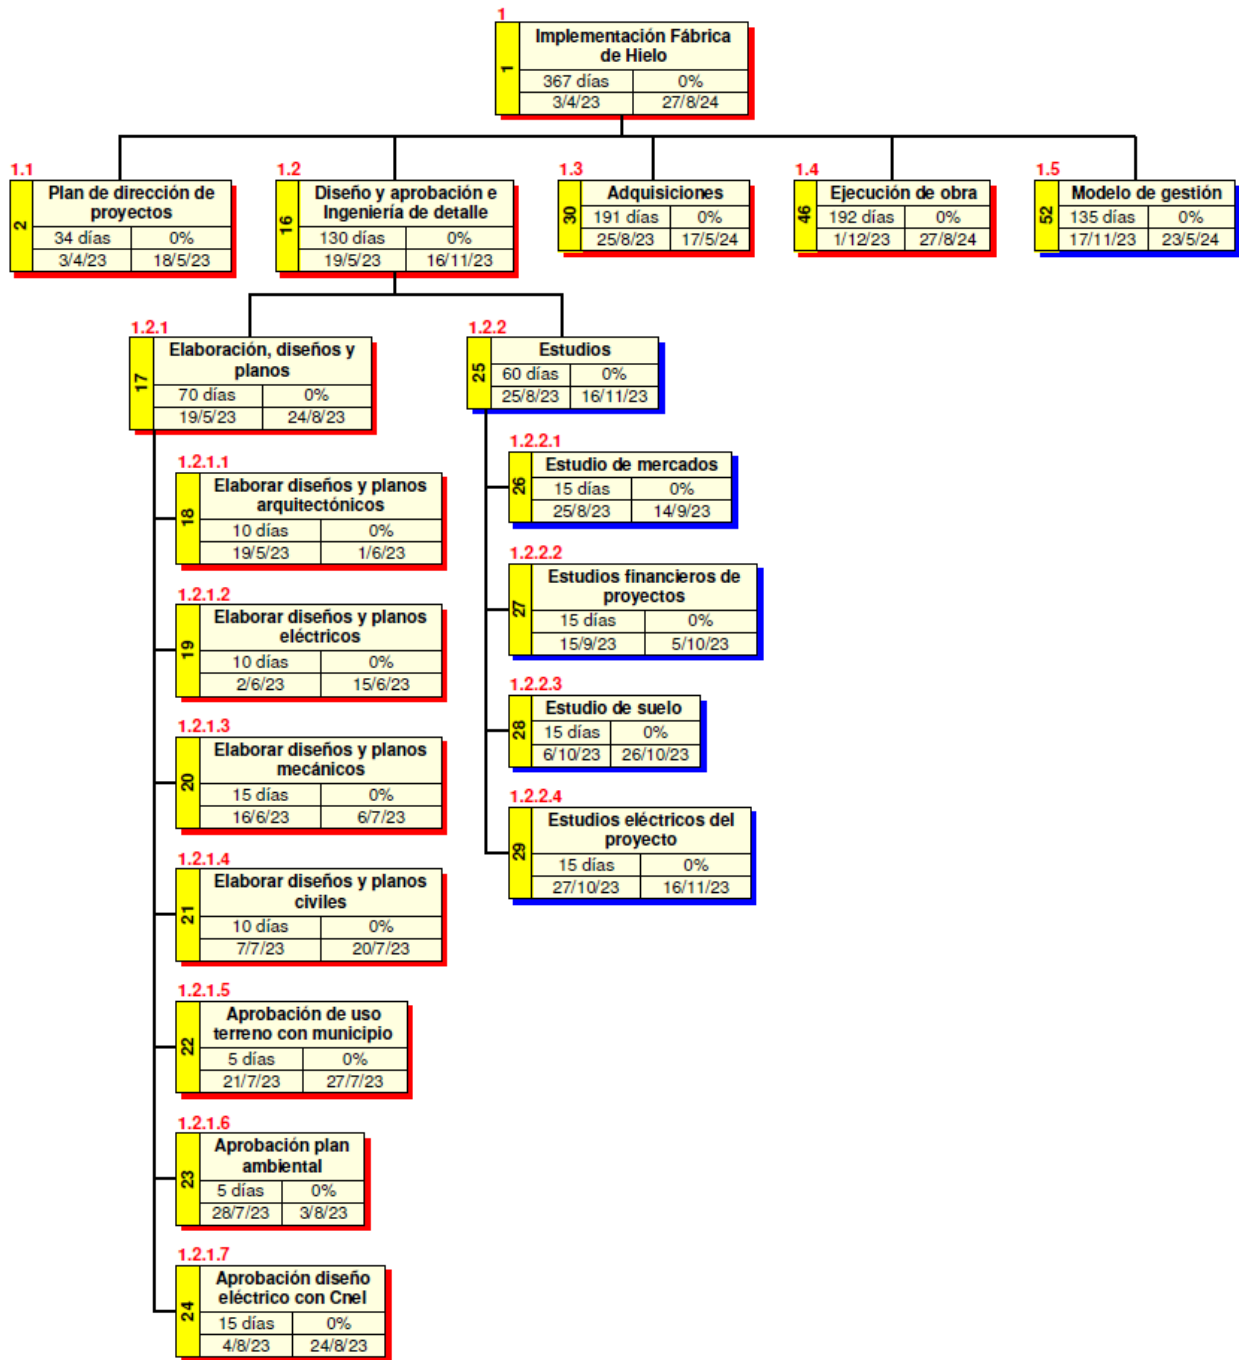 1
Implementación Fábrica
de Hielo
1
367 días 0%
3/4/23 27/8/24
1.1
Plan de dirección de
proyectos
2
34 días 0%
3/4/23 18/5/23
1.2
Diseño y aprobación e
Ingeniería de detalle
16
130 días 0%
19/5/23 16/11/23
1.3
Adquisiciones
30
191 días 0%
25/8/23 17/5/24
1.4
Ejecución de obra
46
192 días 0%
1/12/23 27/8/24
1.5
Modelo de gestión
52
135 días 0%
17/11/23 23/5/24
1.2.1
Elaboración, diseños y
planos
17
70 días 0%
19/5/23 24/8/23
1.2.1.1
Elaborar diseños y planos
arquitectónicos
18
10 días 0%
19/5/23 1/6/23
1.2.1.2
Elaborar diseños y planos
eléctricos
19
10 días 0%
2/6/23 15/6/23
1.2.1.3
Elaborar diseños y planos
mecánicos
20
15 días 0%
16/6/23 6/7/23
1.2.1.4
Elaborar diseños y planos
civiles
21
10 días 0%
7/7/23 20/7/23
1.2.1.5
Aprobación de uso
terreno con municipio
22
5 días 0%
21/7/23 27/7/23
1.2.1.6
Aprobación plan
ambiental
23
5 días 0%
28/7/23 3/8/23
1.2.1.7
Aprobación diseño
eléctrico con Cnel
24
15 días 0%
4/8/23 24/8/23
1.2.2
Estudios
25
60 días 0%
25/8/23 16/11/23
1.2.2.1
Estudio de mercados
26
15 días 0%
25/8/23 14/9/23
1.2.2.2
Estudios financieros de
proyectos
27
15 días 0%
15/9/23 5/10/23
1.2.2.3
Estudio de suelo
28
15 días 0%
6/10/23 26/10/23
1.2.2.4
Estudios eléctricos del
proyecto
29
15 días 0%
27/10/23 16/11/23